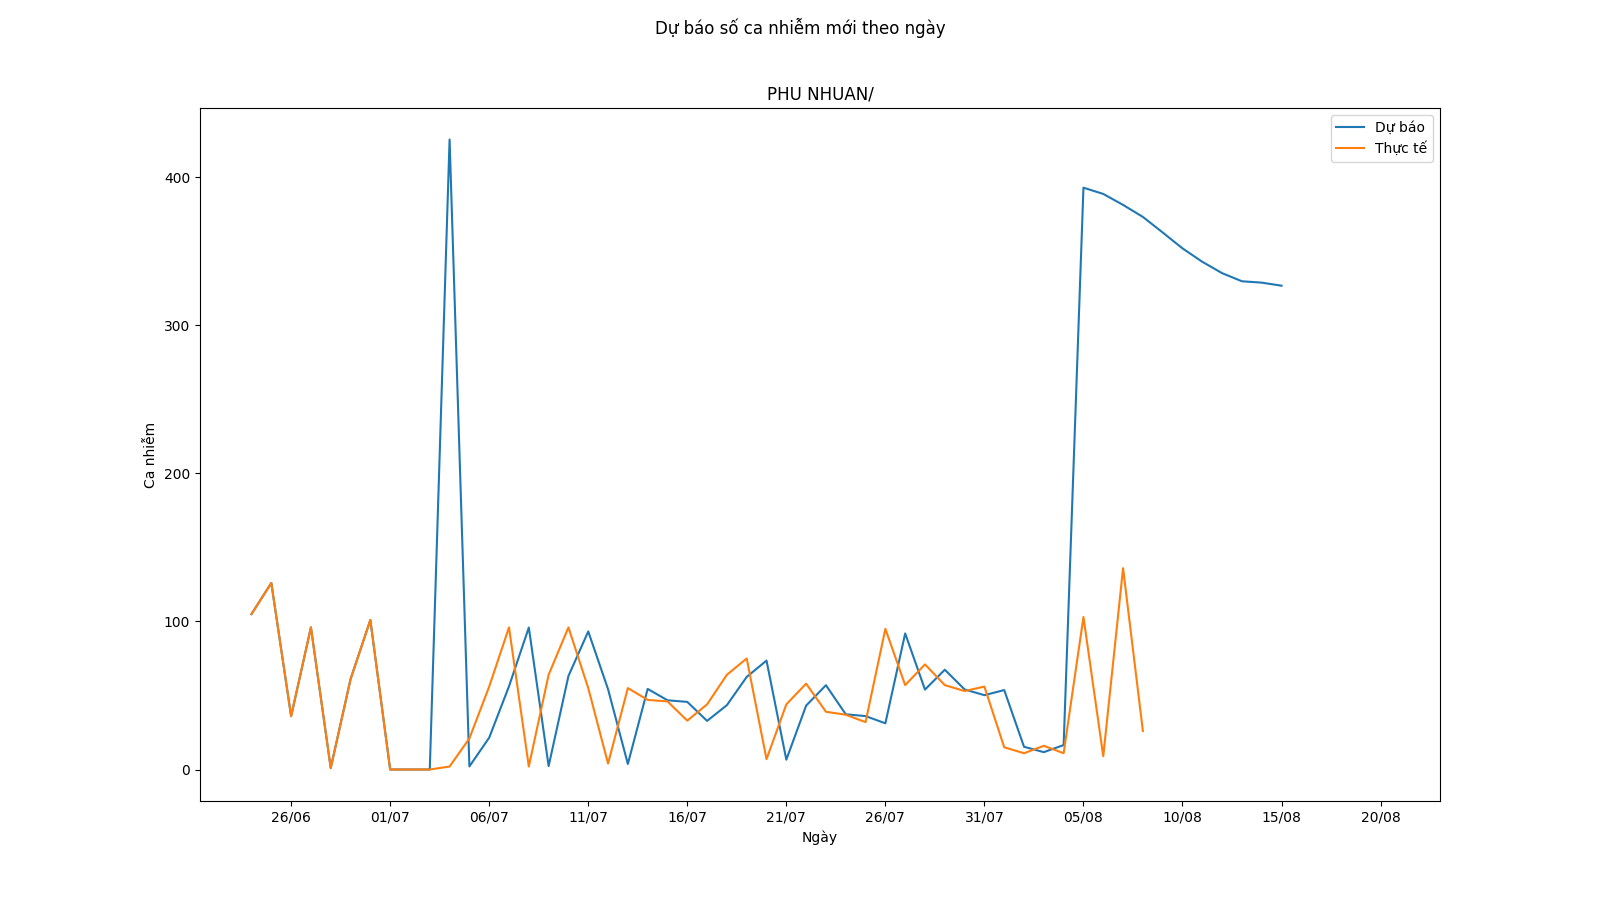 Dự báo số ca nhiễm mới theo ngày
PHU NHUAN/
Dự báo
Thực tế
400
300
200
100
0
Ca nhiễm
26/06
01/07
06/07
11/07
16/07
21/07
26/07
31/07
05/08
10/08
15/08
20/08
Ngày